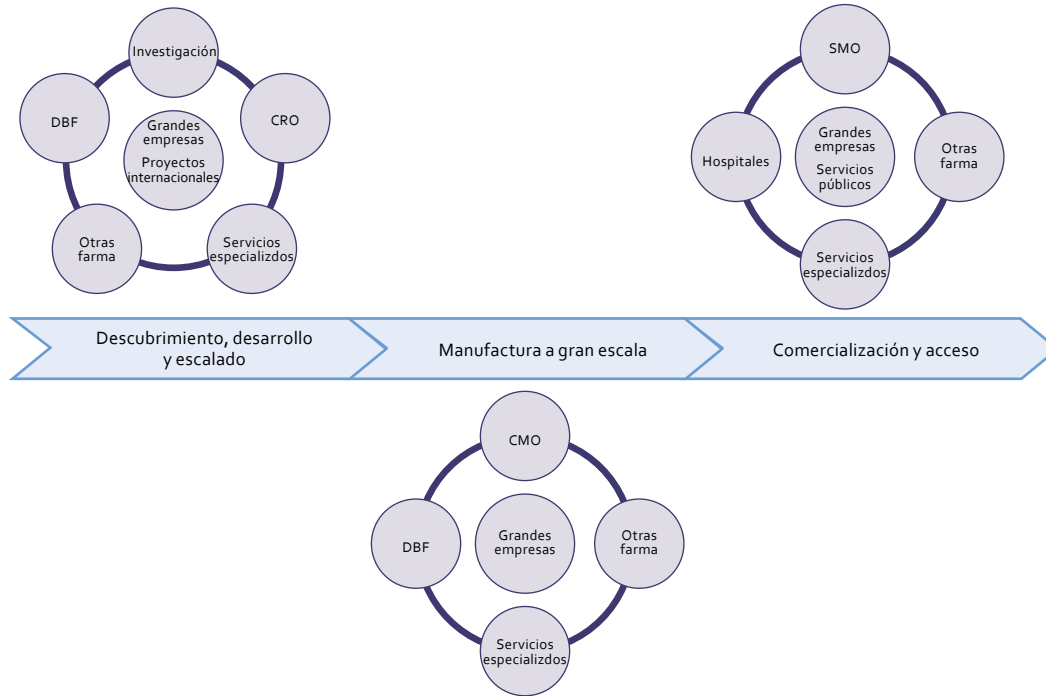 Investigación
DBF
CRO
Grandes
empresas
Proyectos
internacionales
Otras
farma
Servicios
especializdos
SMO
Hospitales
Grandes
empresas
Servicios
públicos
Otras
farma
Servicios
especializdos
Descubrimiento, desarrollo
y escalado
Manufactura a gran escala
Comercialización y acceso
CMO
DBF
Grandes
empresas
Otras
farma
Servicios
especializdos